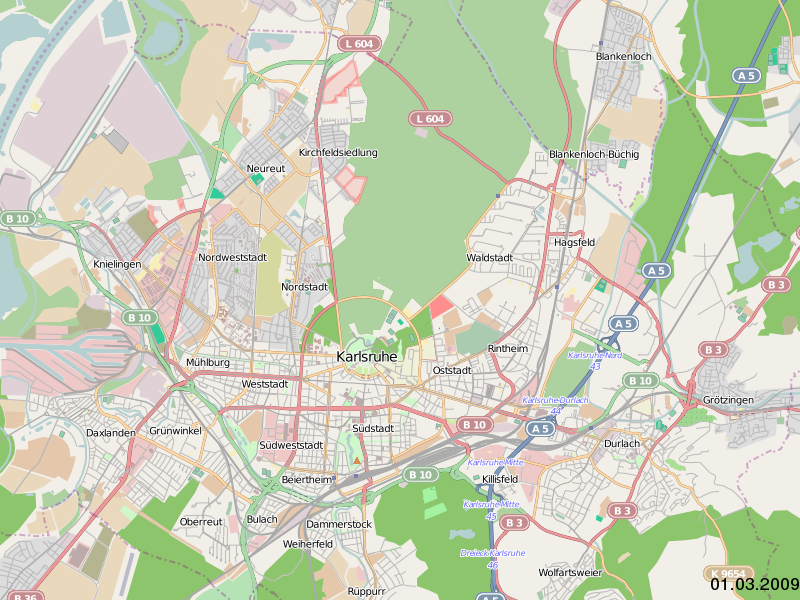 L 604
Blankenloch
A 5
L 604
Kirchfeldsiedlung
Blankenloch-Büchig
Neureut
B 10
Hagsfeld
Knielingen
Nordweststadt
Waldstadt
A 5
Nordstadt
B 3
B 10
A 5
Rintheim
B 3
Karlsruhe
Karlsruhe-Nord
43
Mühlburg
Weststadt
Oststadt
B 10
Karlsruhe-Durlach
44
Grötzingen
Daxlanden
Grünwinkel
Südstadt
B 10
A 5
Südweststadt
Durlach
Karlsruhe Mitte
B 10
Beiertheim
Killisfeld
Karlsruhe-Mitte
45
Oberreut
Bulach
Dammerstock
B 3
B 3
Weiherfeld
Dreieck Karlsruhe
46
Wolfartsweier
K 9654
01.03.2009
Rüppurr
B 36
A 5